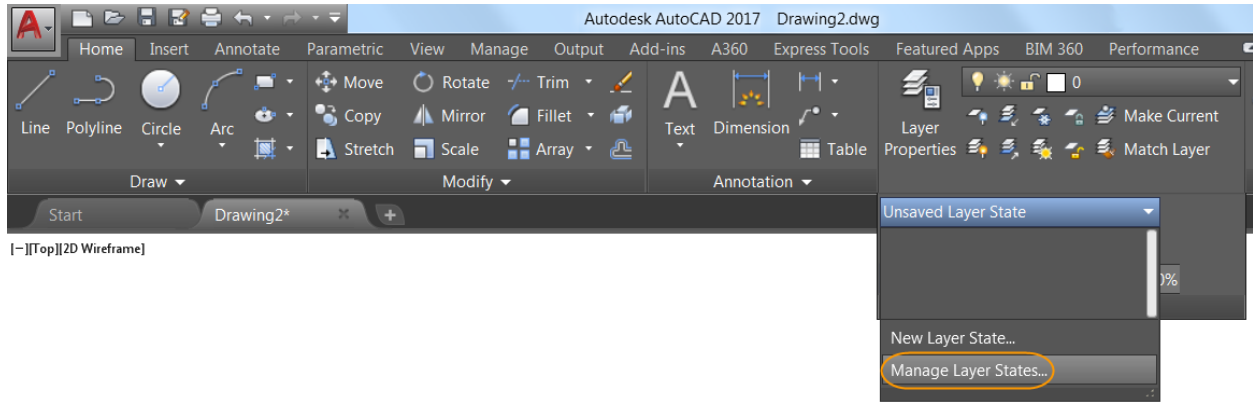 Autodesk AutoCAD 2017 Drawing2.dwg
Home Insert Annotate Parametric View Manage Output Add-ins A360 Express Tools Featured Apps BIM 360 Performance
Move Rotate Trim 0
Line Polyline Circle Arc Copy Mirror Fillet Text Dimension Layer Properties Make Current
Stretch Scale Array Table Match Layer
Draw Modify Annotation
Start Drawing2* Unsaved Layer State
[−][Top][2D Wireframe]
0%
New Layer State...
Manage Layer States...